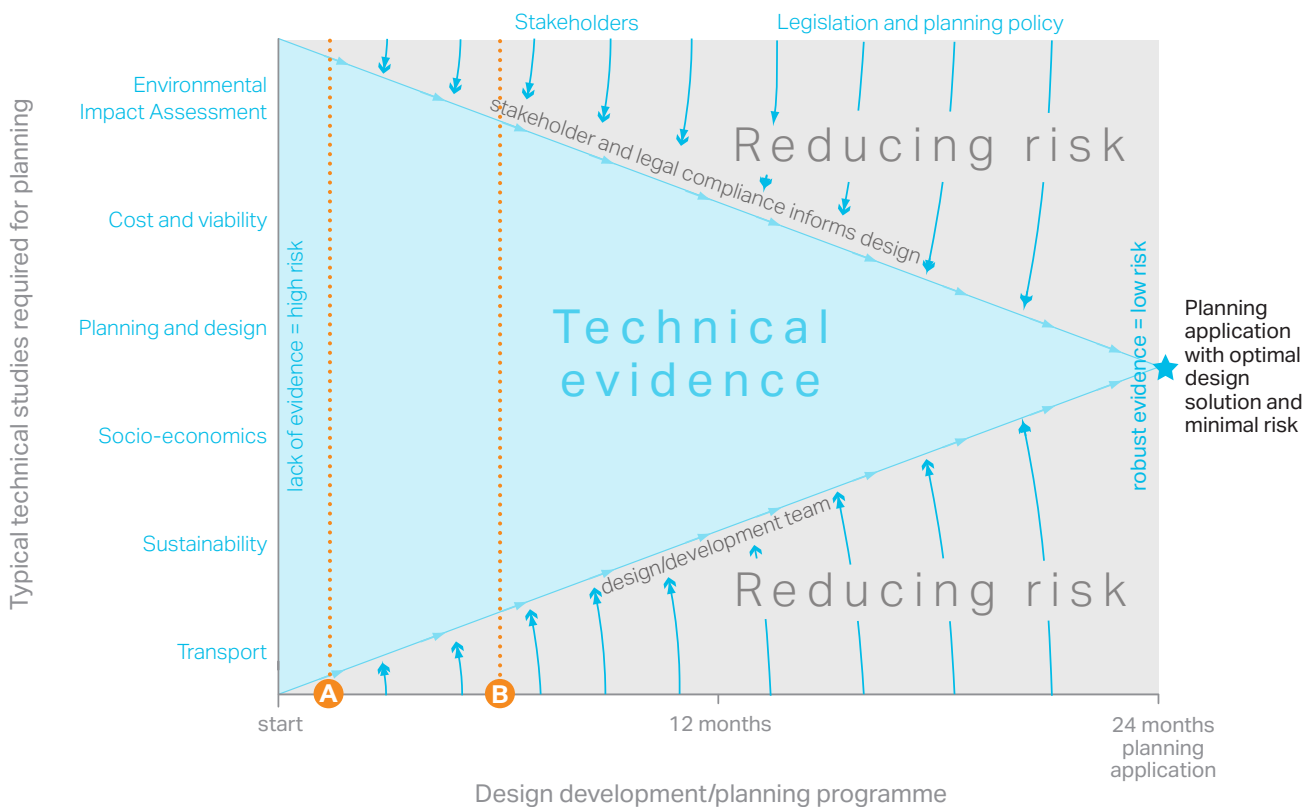 Stakeholders
Legislation and planning policy
Typical technical studies required for planning
Environmental
Impact Assessment
Cost and viability
Planning and design
Socio-economics
Sustainability
Transport
lack of evidence = high risk
stakeholder and legal compliance informs design
Reducing risk
Technical
evidence
design/development team
Reducing risk
robust evidence = low risk
Planning
application
with optimal
design
solution and
minimal risk
A
B
start
12 months
24 months
planning
application
Design development/planning programme